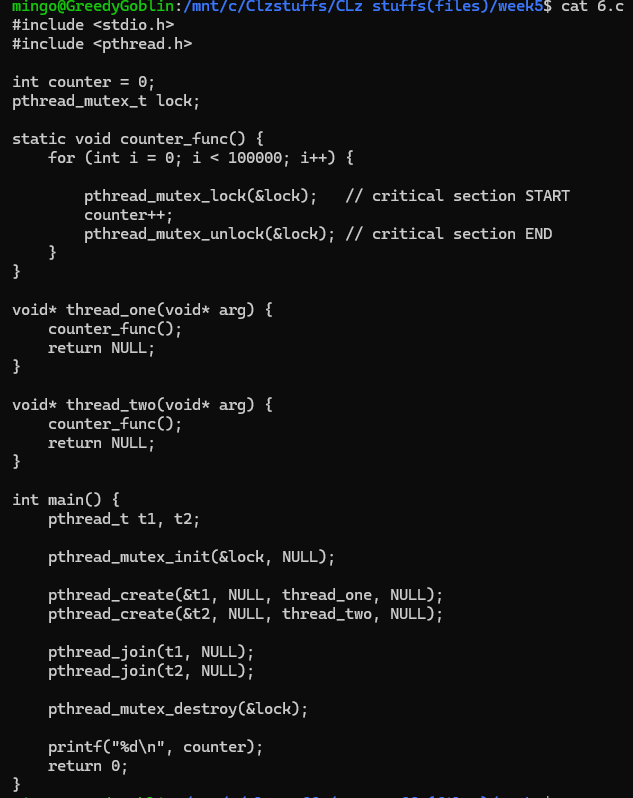 mingo@GreedyGoblin:/mnt/c/Clzstuffs/CLz stuffs(files)/week5$ cat 6.c
#include <stdio.h>
#include <pthread.h>

int counter = 0;
pthread_mutex_t lock;

static void counter_func() {
    for (int i = 0; i < 100000; i++) {

        pthread_mutex_lock(&lock);   // critical section START
        counter++;
        pthread_mutex_unlock(&lock); // critical section END
    }
}

void* thread_one(void* arg) {
    counter_func();
    return NULL;
}

void* thread_two(void* arg) {
    counter_func();
    return NULL;
}

int main() {
    pthread_t t1, t2;

    pthread_mutex_init(&lock, NULL);

    pthread_create(&t1, NULL, thread_one, NULL);
    pthread_create(&t2, NULL, thread_two, NULL);

    pthread_join(t1, NULL);
    pthread_join(t2, NULL);

    pthread_mutex_destroy(&lock);

    printf("%d\n", counter);
    return 0;
}